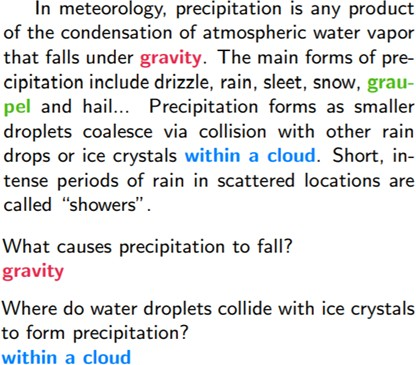 In meteorology, precipitation is any product
of the condensation of atmospheric water vapor
that falls under gravity. The main forms of pre-
cipitation include drizzle, rain, sleet, snow, grau-
pel and hail... Precipitation forms as smaller
droplets coalesce via collision with other rain
drops or ice crystals within a cloud. Short, in-
tense periods of rain in scattered locations are
called “showers”.
What causes precipitation to fall?
gravity
Where do water droplets collide with ice crystals
to form precipitation?
within a cloud